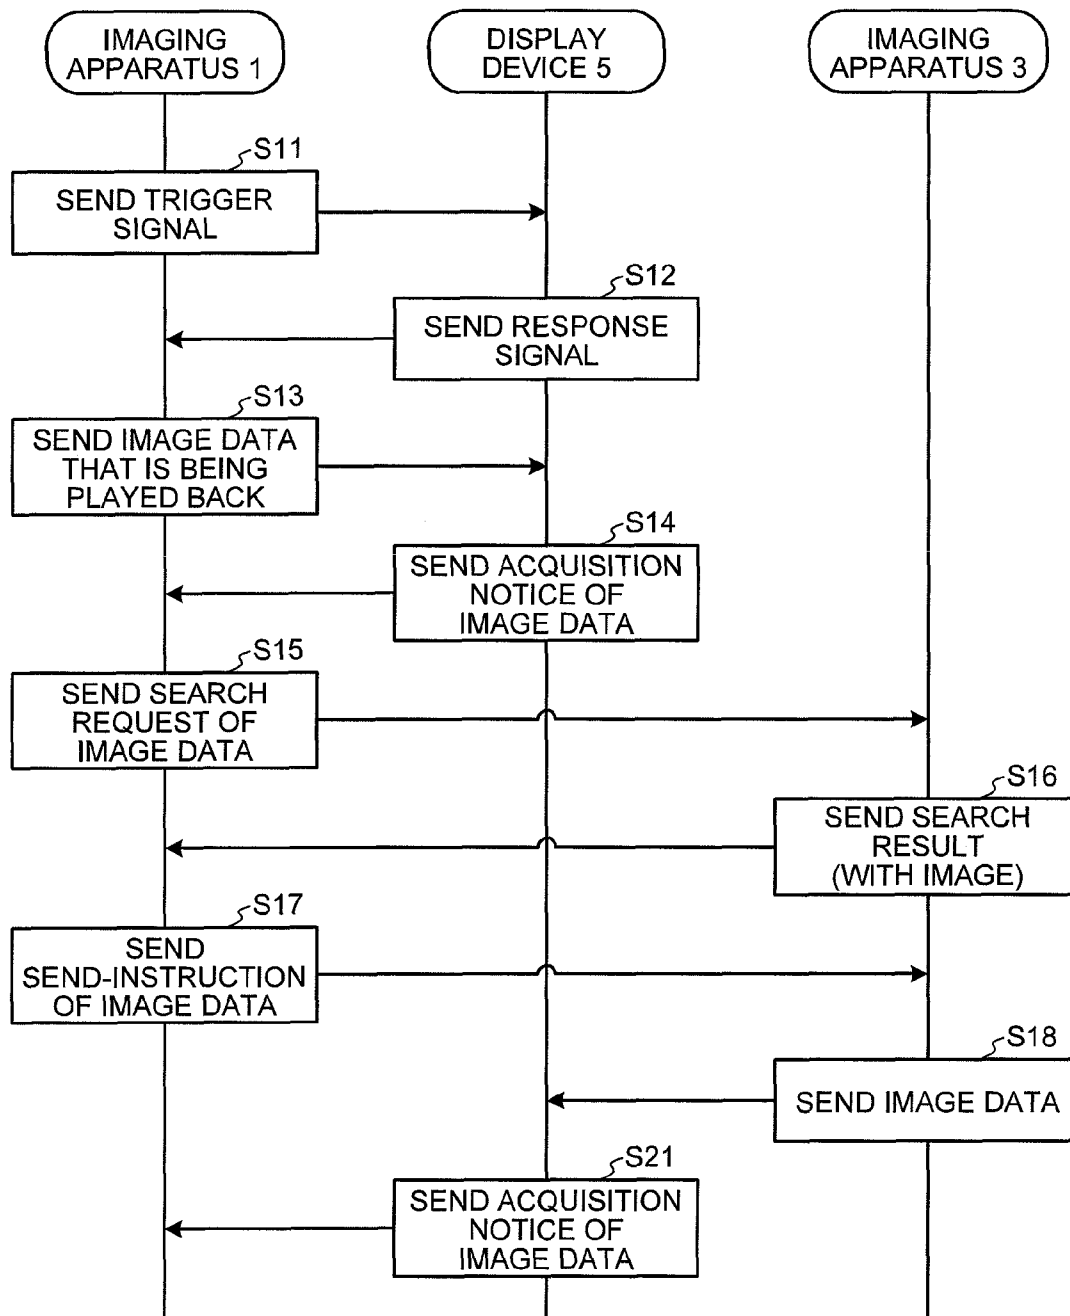 IMAGING
APPARATUS 1
DISPLAY
DEVICE 5
IMAGING
APPARATUS 3
S11
SEND TRIGGER
SIGNAL
S12
SEND RESPONSE
SIGNAL
S13
SEND IMAGE DATA
THAT IS BEING
PLAYED BACK
S14
SEND ACQUISITION
NOTICE OF
IMAGE DATA
S15
SEND SEARCH
REQUEST OF
IMAGE DATA
S16
SEND SEARCH
RESULT
(WITH IMAGE)
S17
SEND
SEND-INSTRUCTION
OF IMAGE DATA
S18
SEND IMAGE DATA
S21
SEND ACQUISITION
NOTICE OF
IMAGE DATA